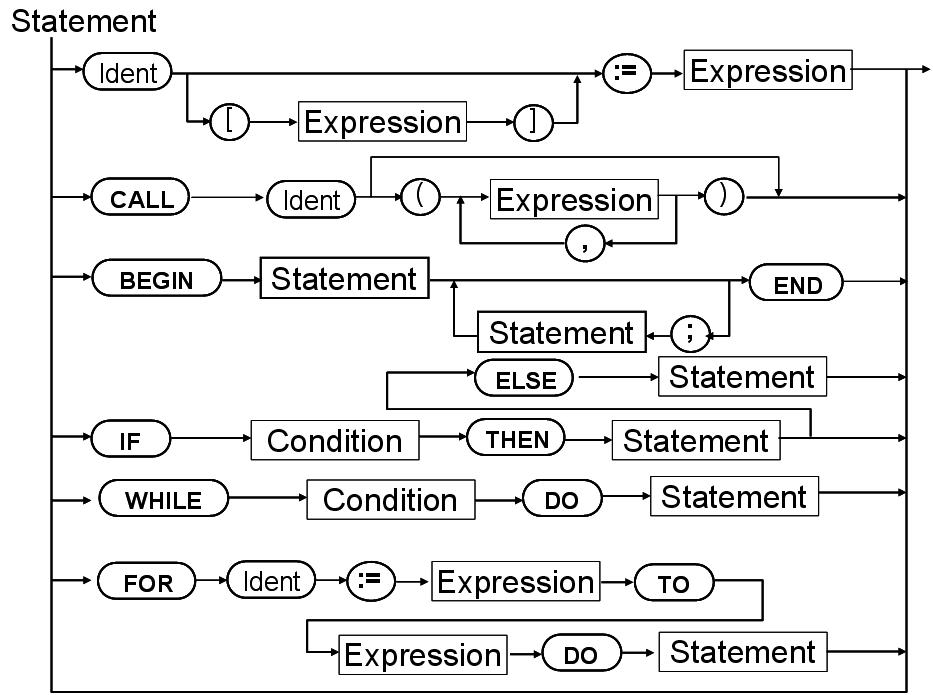 Statement
Ident := Expression
[ Expression ]
CALL Ident ( Expression )
,
BEGIN Statement END
Statement ;
ELSE Statement
IF Condition THEN Statement
WHILE Condition DO Statement
FOR Ident := Expression TO
Expression DO Statement